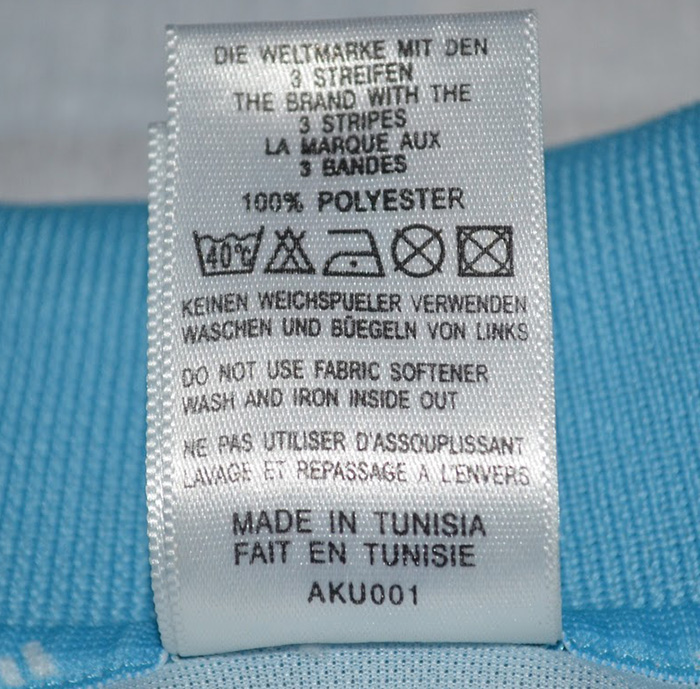 DIE WELTMARKE MIT DEN
3 STREIFEN
THE BRAND WITH THE
3 STRIPES
LA MARQUE AUX
3 BANDES
100% POLYESTER
40°C
KEINEN WEICHSPUELER VERWENDEN
WASCHEN UND BÜEGELN VON LINKS
DO NOT USE FABRIC SOFTENER
WASH AND IRON INSIDE OUT
NE PAS UTILISER D'ASSOUPLISSANT
LAVAGE ET REPASSAGE A L'ENVERS
MADE IN TUNISIA
FAIT EN TUNISIE
AKU001